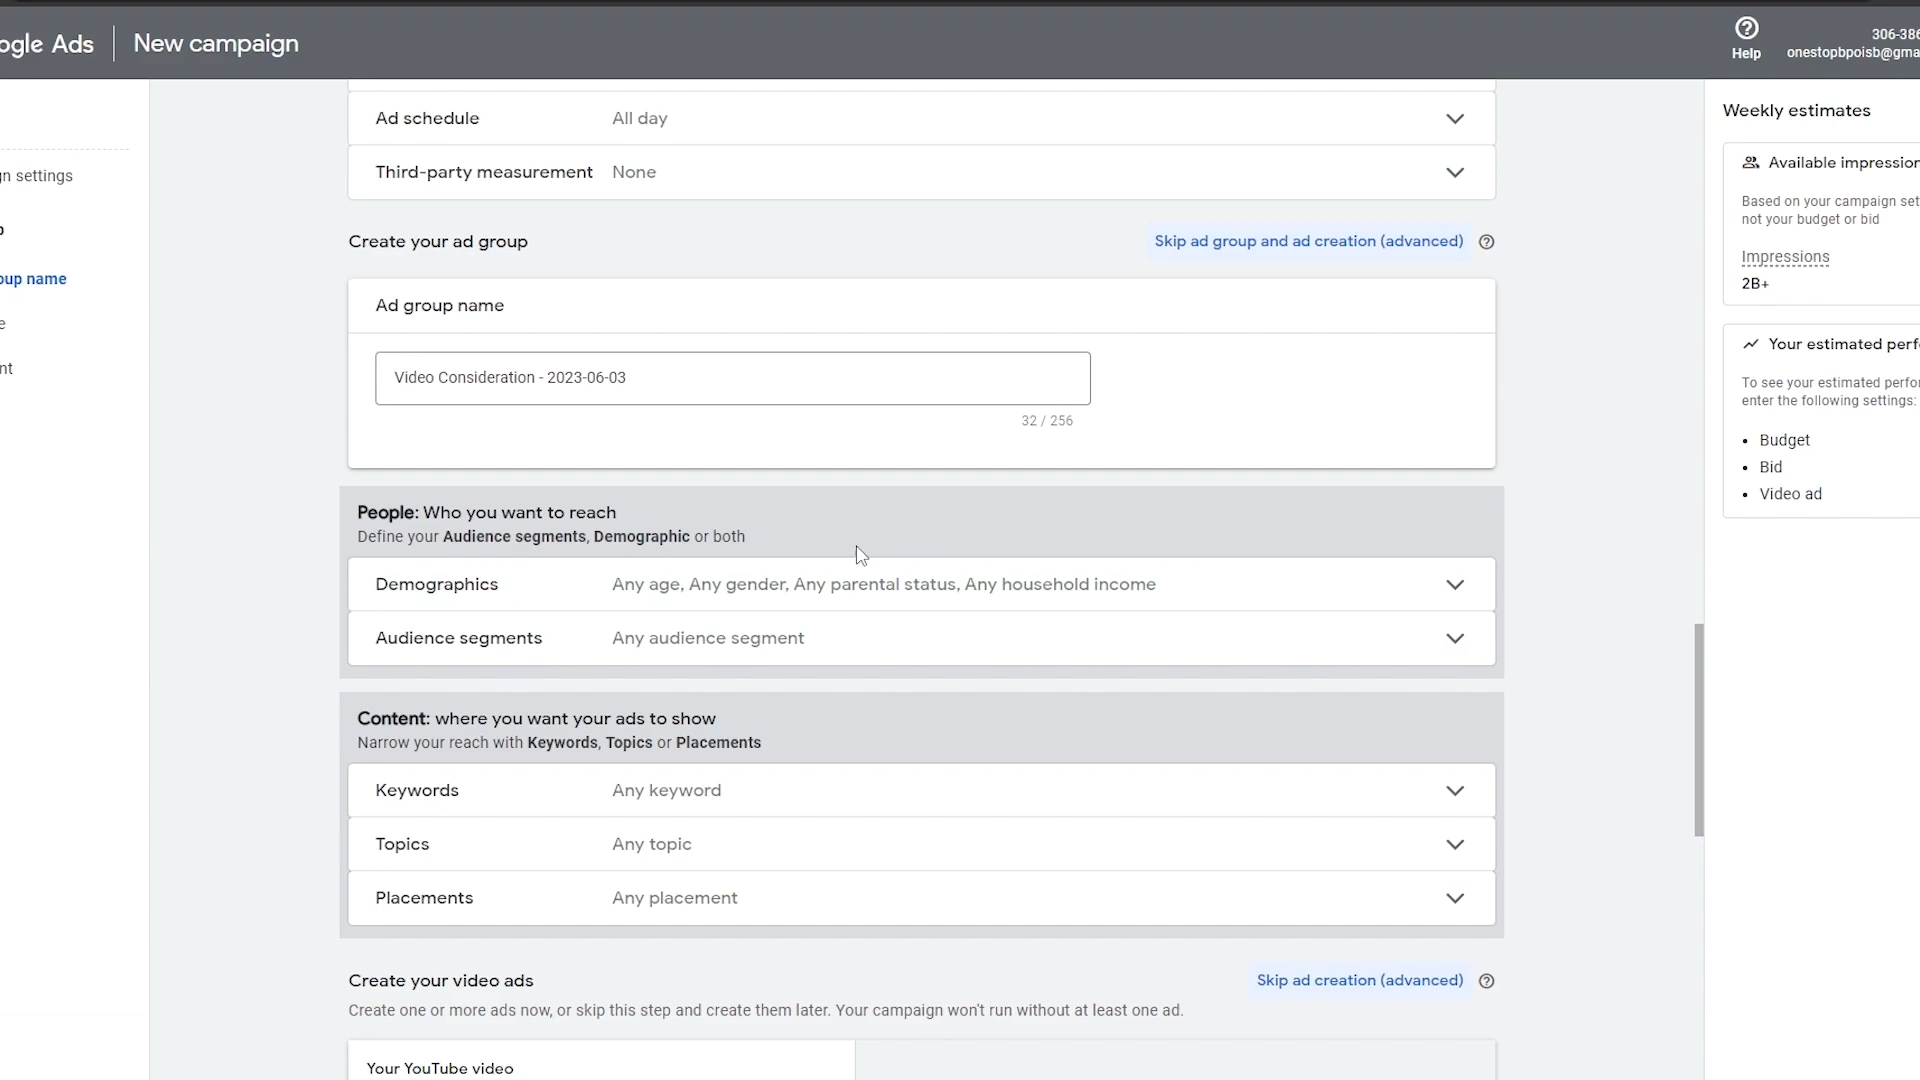 ogle Ads
New campaign
Help
306-386
onestopbpoisb@gma
gn settings
oup name
e
nt
Ad schedule
All day
Third-party measurement
None
Create your ad group
Skip ad group and ad creation (advanced)
Ad group name
Video Consideration - 2023-06-03
32 / 256
People: Who you want to reach
Define your Audience segments, Demographic or both
Demographics
Any age, Any gender, Any parental status, Any household income
Audience segments
Any audience segment
Content: where you want your ads to show
Narrow your reach with Keywords, Topics or Placements
Keywords
Any keyword
Topics
Any topic
Placements
Any placement
Create your video ads
Skip ad creation (advanced)
Create one or more ads now, or skip this step and create them later. Your campaign won't run without at least one ad.
Your YouTube video
Weekly estimates
Available impression
Based on your campaign set
not your budget or bid
Impressions
2B+
Your estimated perfo
To see your estimated perfo
enter the following settings:
• Budget
• Bid
• Video ad